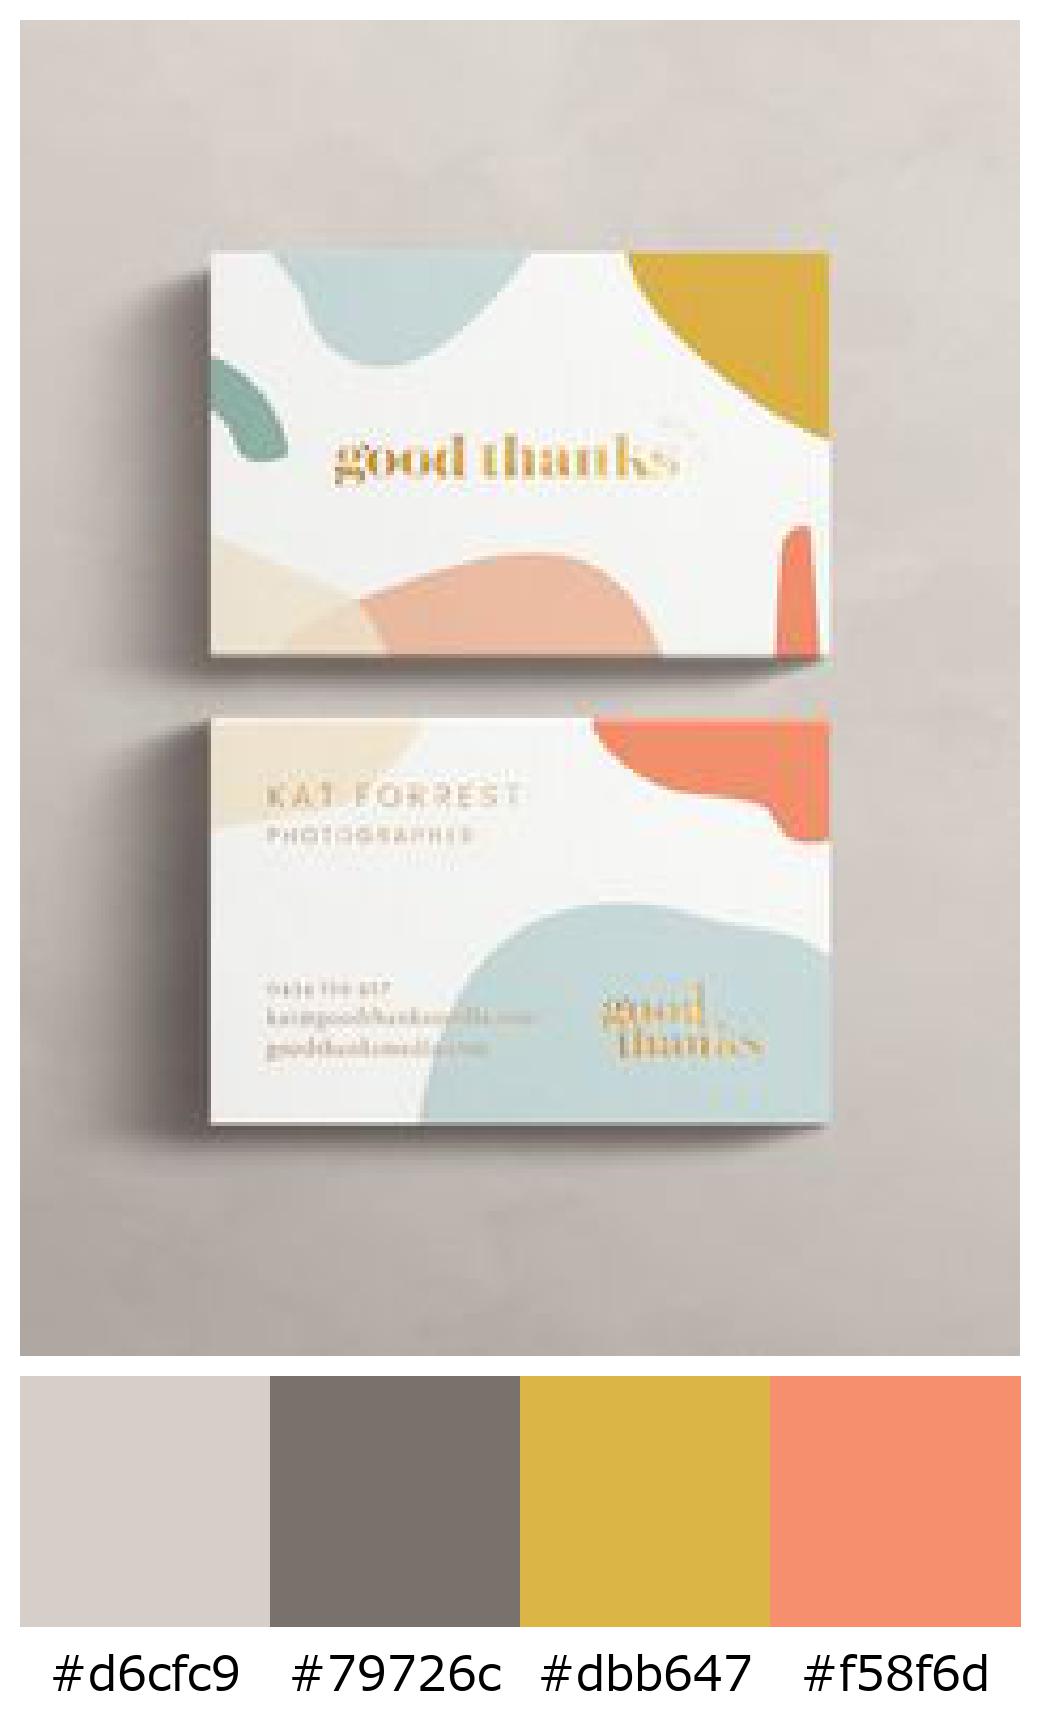 good thanks
KAT FORREST
PHOTOGRAPHER
good
thanks
#d6cfc9 #79726c #dbb647 #f58f6d